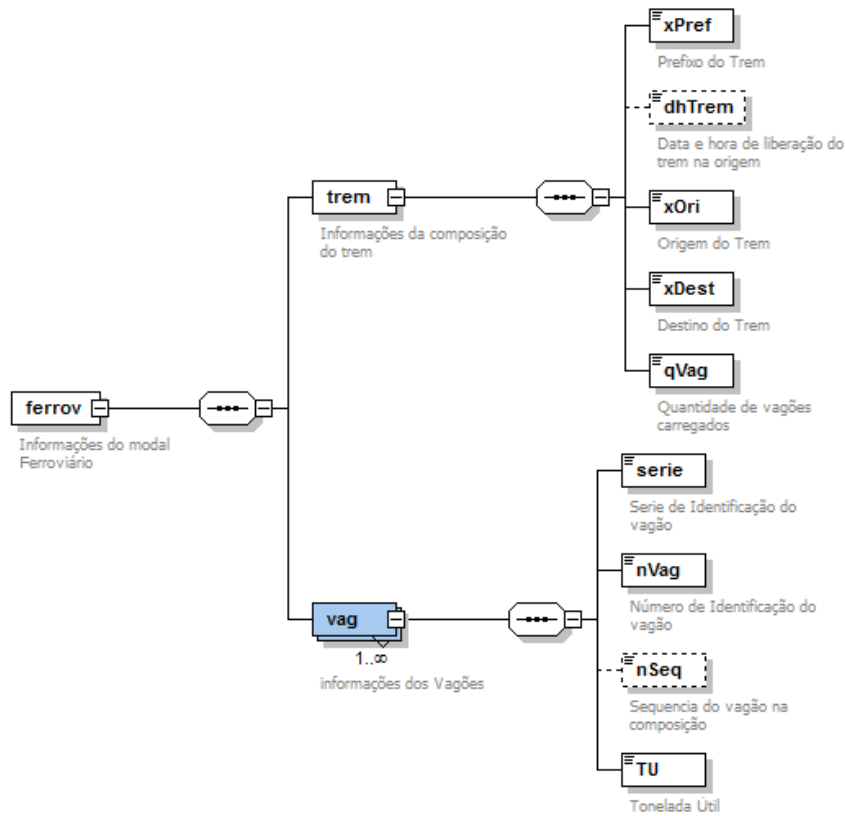 xPref
Prefixo do Trem
dhTrem
Data e hora de liberação do
trem na origem
trem
Informações da composição
do trem
xOri
Origem do Trem
xDest
Destino do Trem
qVag
Quantidade de vagões
carregados
ferrov
Informações do modal
Ferroviário
serie
Serie de Identificação do
vagão
nVag
Número de Identificação do
vagão
vag
1..∞
informações dos Vagões
nSeq
Sequencia do vagão na
composição
TU
Tonelada Útil